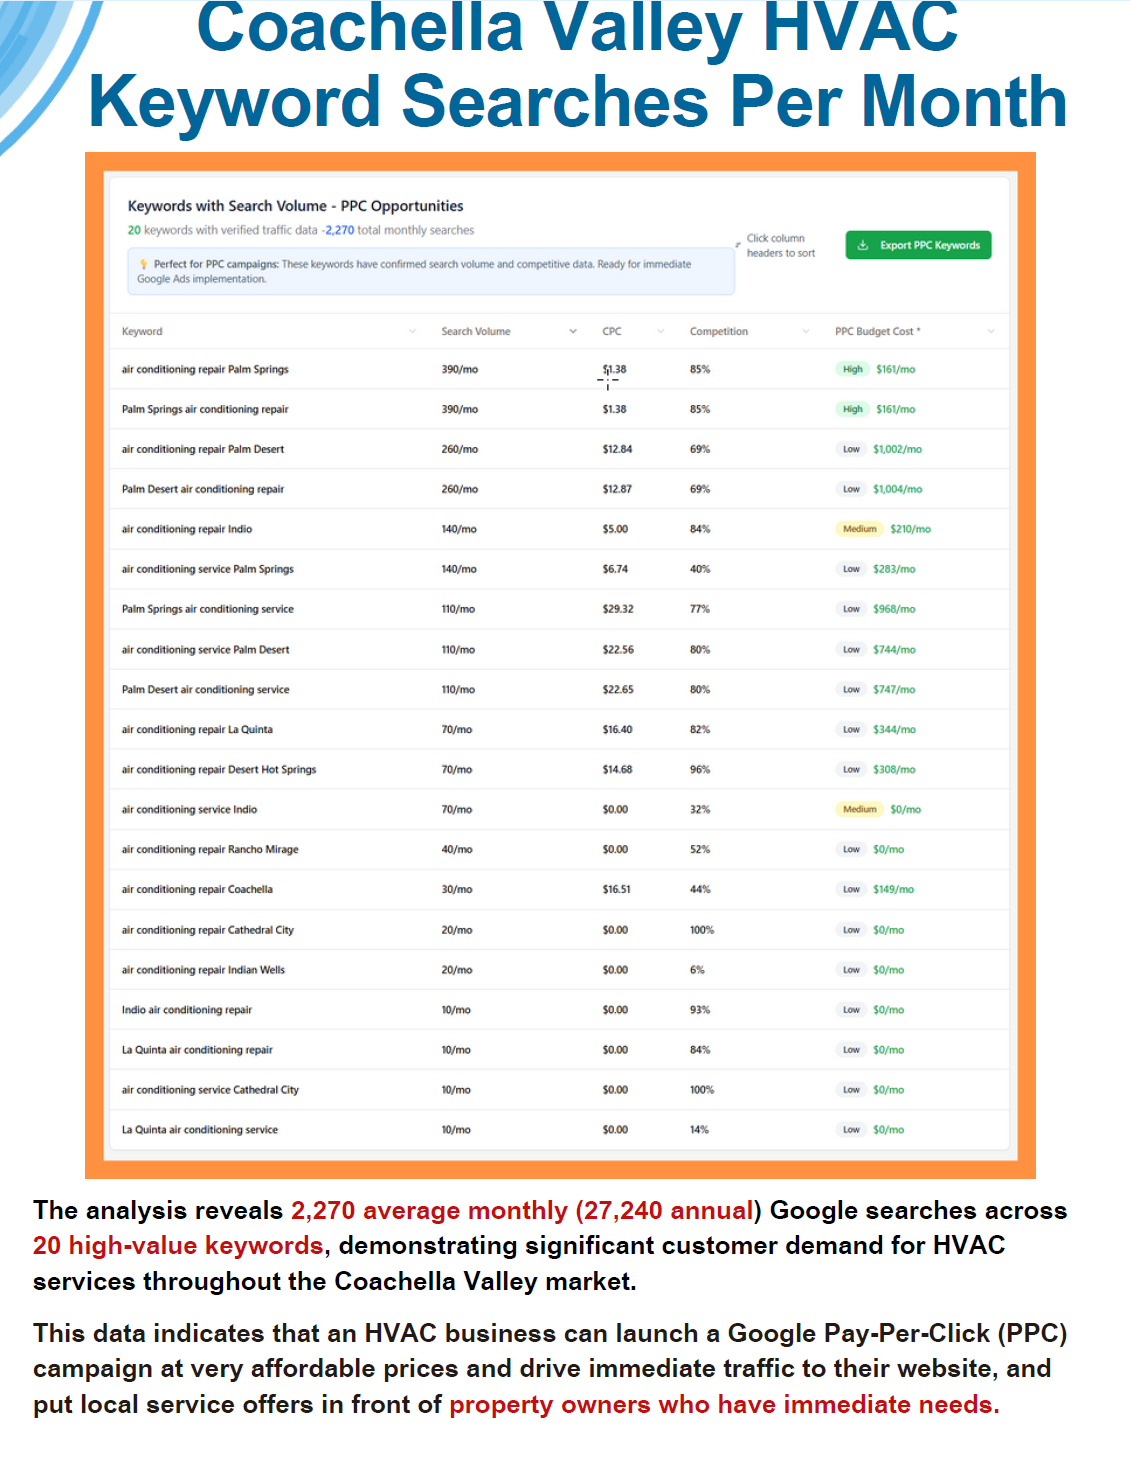 Coachella Valley HVAC
Keyword Searches Per Month
Keywords with Search Volume - PPC Opportunities
20 keywords with verified traffic data -2,270 total monthly searches
Click column
headers to sort
Export PPC Keywords
Perfect for PPC campaigns: These keywords have confirmed search volume and competitive data. Ready for immediate
Google Ads implementation.
Keyword Search Volume CPC Competition PPC Budget Cost *
air conditioning repair Palm Springs 390/mo $1.38 85% High $161/mo
Palm Springs air conditioning repair 390/mo $1.38 85% High $161/mo
air conditioning repair Palm Desert 260/mo $12.84 69% Low $1,002/mo
Palm Desert air conditioning repair 260/mo $12.87 69% Low $1,004/mo
air conditioning repair Indio 140/mo $5.00 84% Medium $210/mo
air conditioning service Palm Springs 140/mo $6.74 40% Low $283/mo
Palm Springs air conditioning service 110/mo $29.32 77% Low $968/mo
air conditioning service Palm Desert 110/mo $22.56 80% Low $744/mo
Palm Desert air conditioning service 110/mo $22.65 80% Low $747/mo
air conditioning repair La Quinta 70/mo $16.40 82% Low $344/mo
air conditioning repair Desert Hot Springs 70/mo $14.68 96% Low $308/mo
air conditioning service Indio 70/mo $0.00 32% Medium $0/mo
air conditioning repair Rancho Mirage 40/mo $0.00 52% Low $0/mo
air conditioning repair Coachella 30/mo $16.51 44% Low $149/mo
air conditioning repair Cathedral City 20/mo $0.00 100% Low $0/mo
air conditioning repair Indian Wells 20/mo $0.00 6% Low $0/mo
Indio air conditioning repair 10/mo $0.00 93% Low $0/mo
La Quinta air conditioning repair 10/mo $0.00 84% Low $0/mo
air conditioning service Cathedral City 10/mo $0.00 100% Low $0/mo
La Quinta air conditioning service 10/mo $0.00 14% Low $0/mo
The analysis reveals 2,270 average monthly (27,240 annual) Google searches across
20 high-value keywords, demonstrating significant customer demand for HVAC
services throughout the Coachella Valley market.
This data indicates that an HVAC business can launch a Google Pay-Per-Click (PPC)
campaign at very affordable prices and drive immediate traffic to their website, and
put local service offers in front of property owners who have immediate needs.